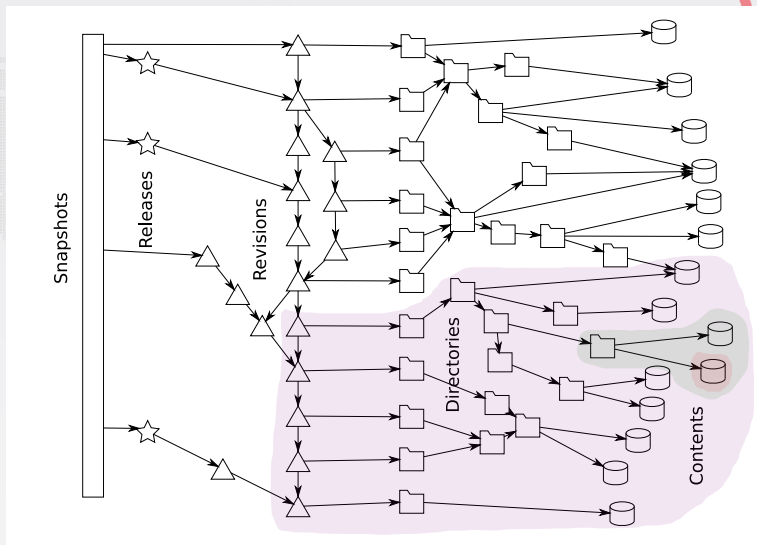 Snapshots
Releases
Revisions
Directories
Contents